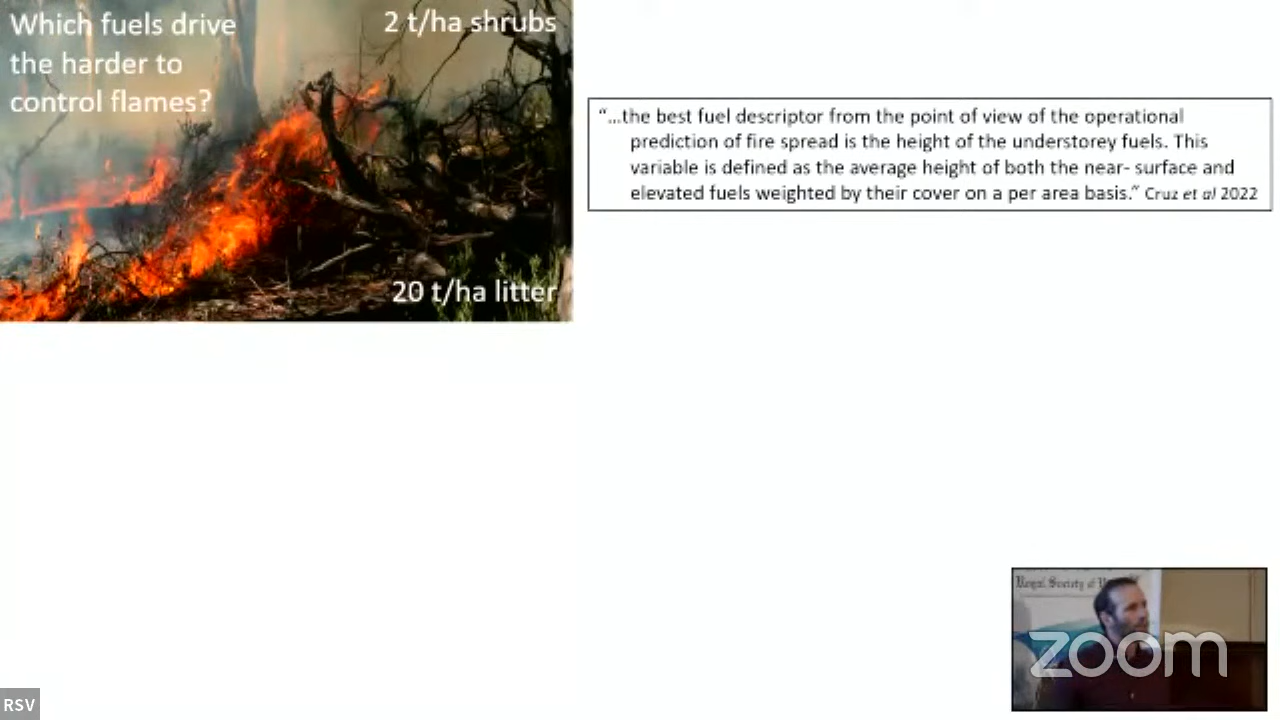 Which fuels drive
the harder to
control flames?
2 t/ha shrubs
20 t/ha litter
“…the best fuel descriptor from the point of view of the operational
prediction of fire spread is the height of the understorey fuels. This
variable is defined as the average height of both the near- surface and
elevated fuels weighted by their cover on a per area basis.” Cruz et al 2022
Royal Society of
zoom
RSV